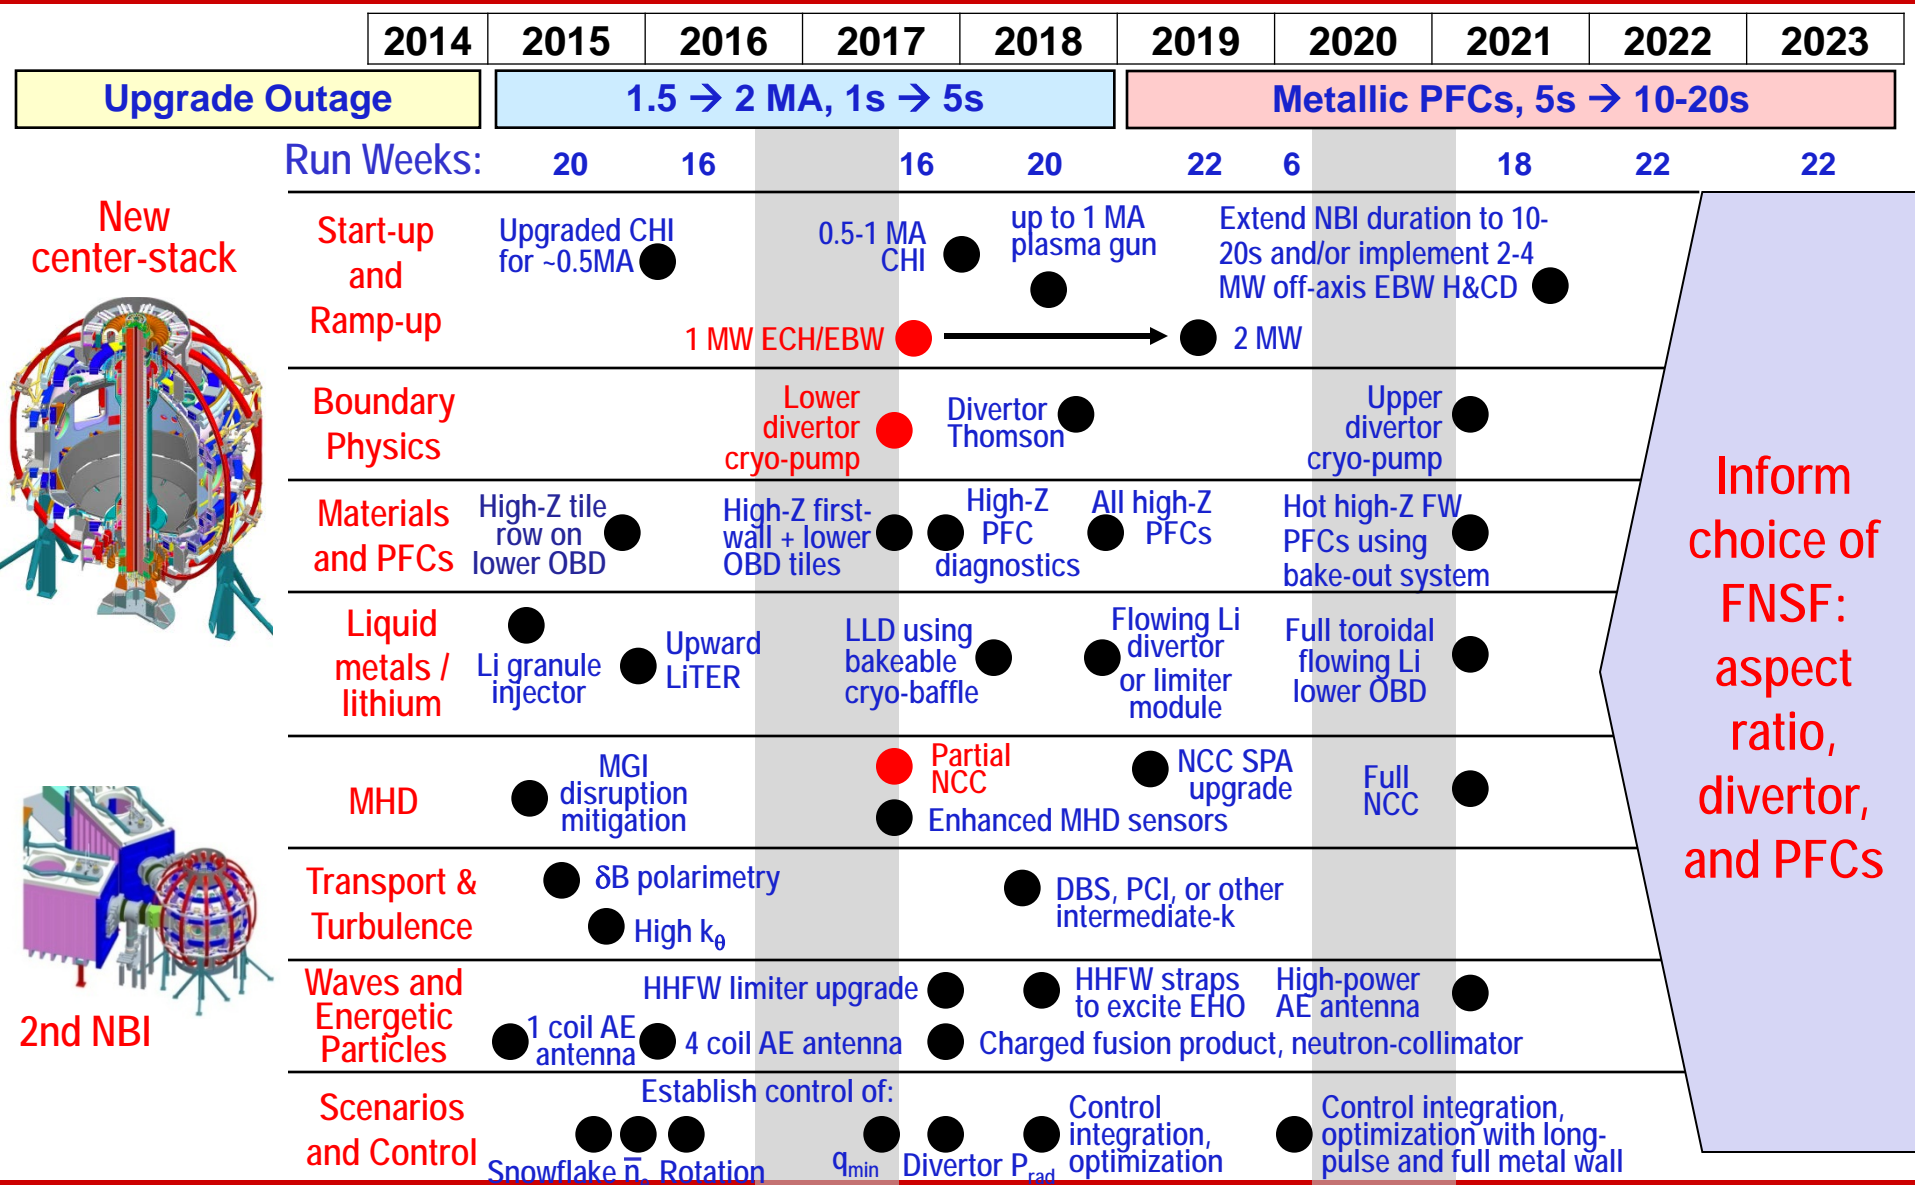 2014 2015 2016 2017 2018 2019 2020 2021 2022 2023
Upgrade Outage
1.5 → 2 MA, 1s → 5s
Metallic PFCs, 5s → 10-20s
Run Weeks: 20 16 16 20 22 6 18 22 22
New
center-stack
2nd NBI
Start-up
and
Ramp-up
Upgraded CHI
for ~0.5MA
0.5-1 MA
CHI
up to 1 MA
plasma gun
Extend NBI duration to 10-
20s and/or implement 2-4
MW off-axis EBW H&CD
1 MW ECH/EBW
2 MW
Boundary
Physics
Lower
divertor
cryo-pump
Divertor
Thomson
Upper
divertor
cryo-pump
Materials
and PFCs
High-Z tile
row on
lower OBD
High-Z first-
wall + lower
OBD tiles
High-Z
PFC
diagnostics
All high-Z
PFCs
Hot high-Z FW
PFCs using
bake-out system
Liquid
metals /
lithium
Li granule
injector
Upward
LiTER
LLD using
bakeable
cryo-baffle
Flowing Li
divertor
or limiter
module
Full toroidal
flowing Li
lower OBD
MHD
MGI
disruption
mitigation
Partial
NCC
Enhanced MHD sensors
NCC SPA
upgrade
Full
NCC
Transport &
Turbulence
δB polarimetry
High kθ
DBS, PCI, or other
intermediate-k
Waves and
Energetic
Particles
HHFW limiter upgrade
HHFW straps
to excite EHO
High-power
AE antenna
1 coil AE
antenna
4 coil AE antenna
Charged fusion product, neutron-collimator
Scenarios
and Control
Establish control of:
Snowflake
Rotation
qmin
Divertor Prad
Control
integration,
optimization
Control integration,
optimization with long-
pulse and full metal wall
Inform
choice of
FNSF:
aspect
ratio,
divertor,
and PFCs